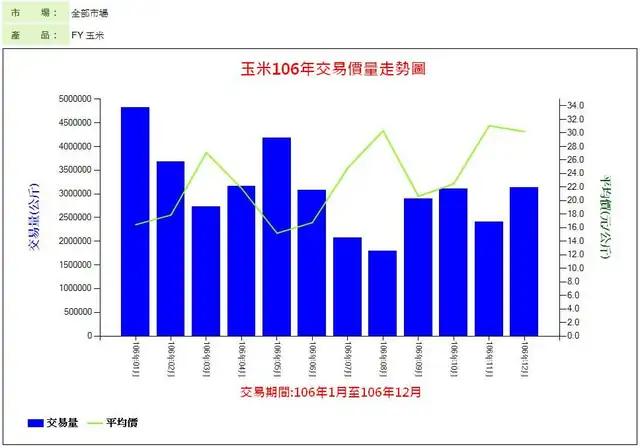 市　場： 全部市場
產　品： FY 玉米
玉米106年交易價量走勢圖
交易量(公斤)
5000000
4500000
4000000
3500000
3000000
2500000
2000000
1500000
1000000
500000
0
34.0
32.0
30.0
28.0
26.0
24.0
22.0
20.0
18.0
16.0
14.0
12.0
10.0
8.0
6.0
4.0
2.0
0.0
平均價(元/公斤)
106年01月
106年02月
106年03月
106年04月
106年05月
106年06月
106年07月
106年08月
106年09月
106年10月
106年11月
106年12月
交易期間:106年1月至106年12月
交易量 平均價